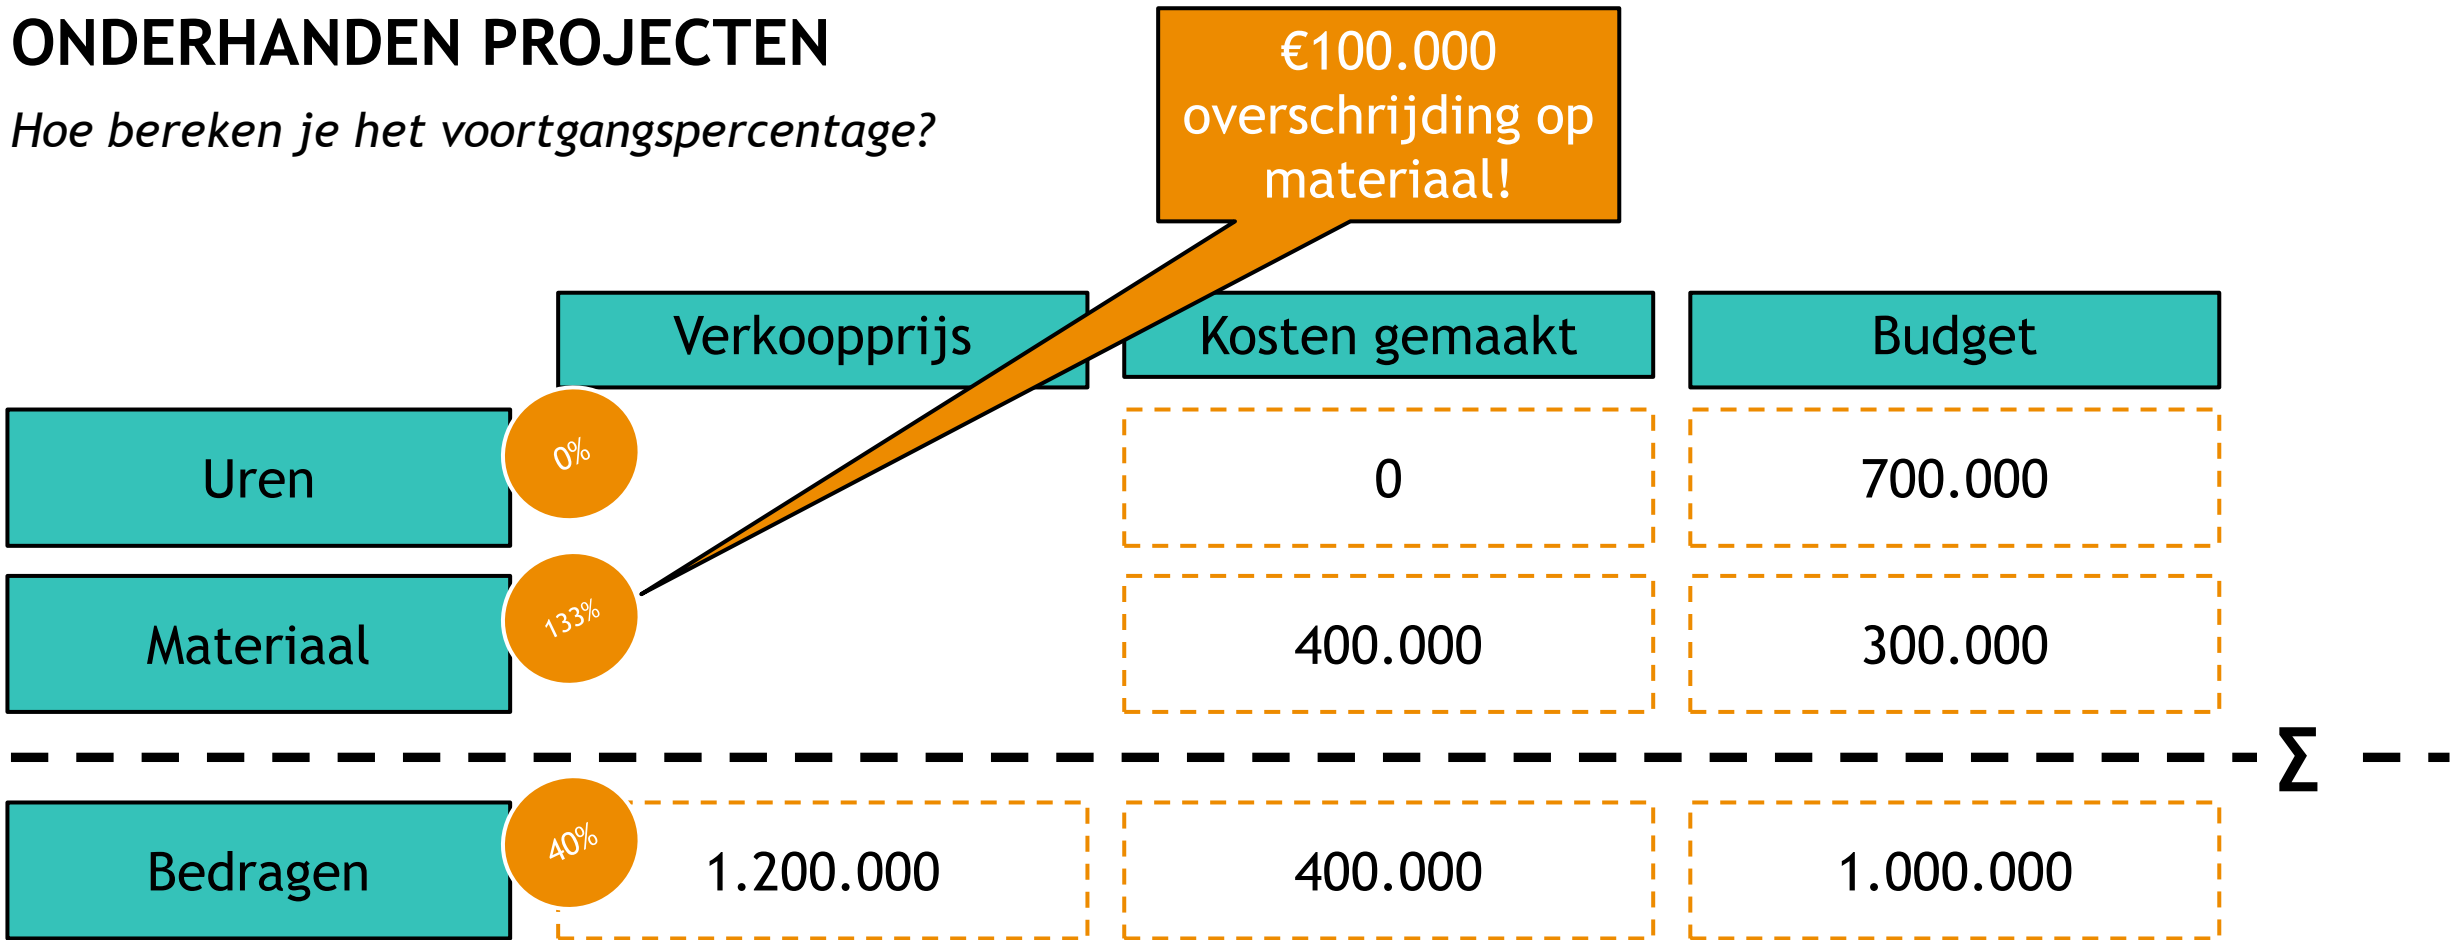 ONDERHANDEN PROJECTEN
Hoe bereken je het voortgangspercentage?
€100.000
overschrijding op
materiaal!
Verkoopprijs
Kosten gemaakt
Budget
Uren
0%
0
700.000
Materiaal
133%
400.000
300.000
Σ
Bedragen
40%
1.200.000
400.000
1.000.000